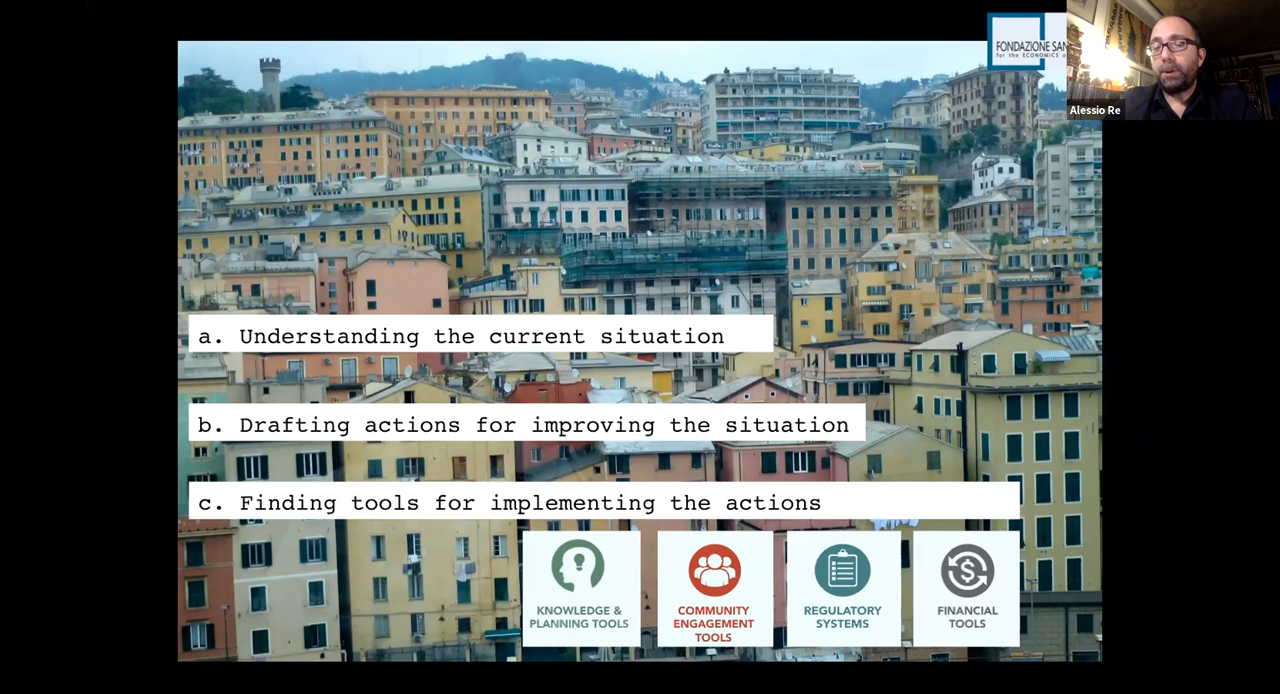 FONDAZIONE SAN
for the ECONOMICS
Alessio Re
a. Understanding the current situation
b. Drafting actions for improving the situation
c. Finding tools for implementing the actions
KNOWLEDGE &
PLANNING TOOLS
COMMUNITY
ENGAGEMENT
TOOLS
REGULATORY
SYSTEMS
FINANCIAL
TOOLS